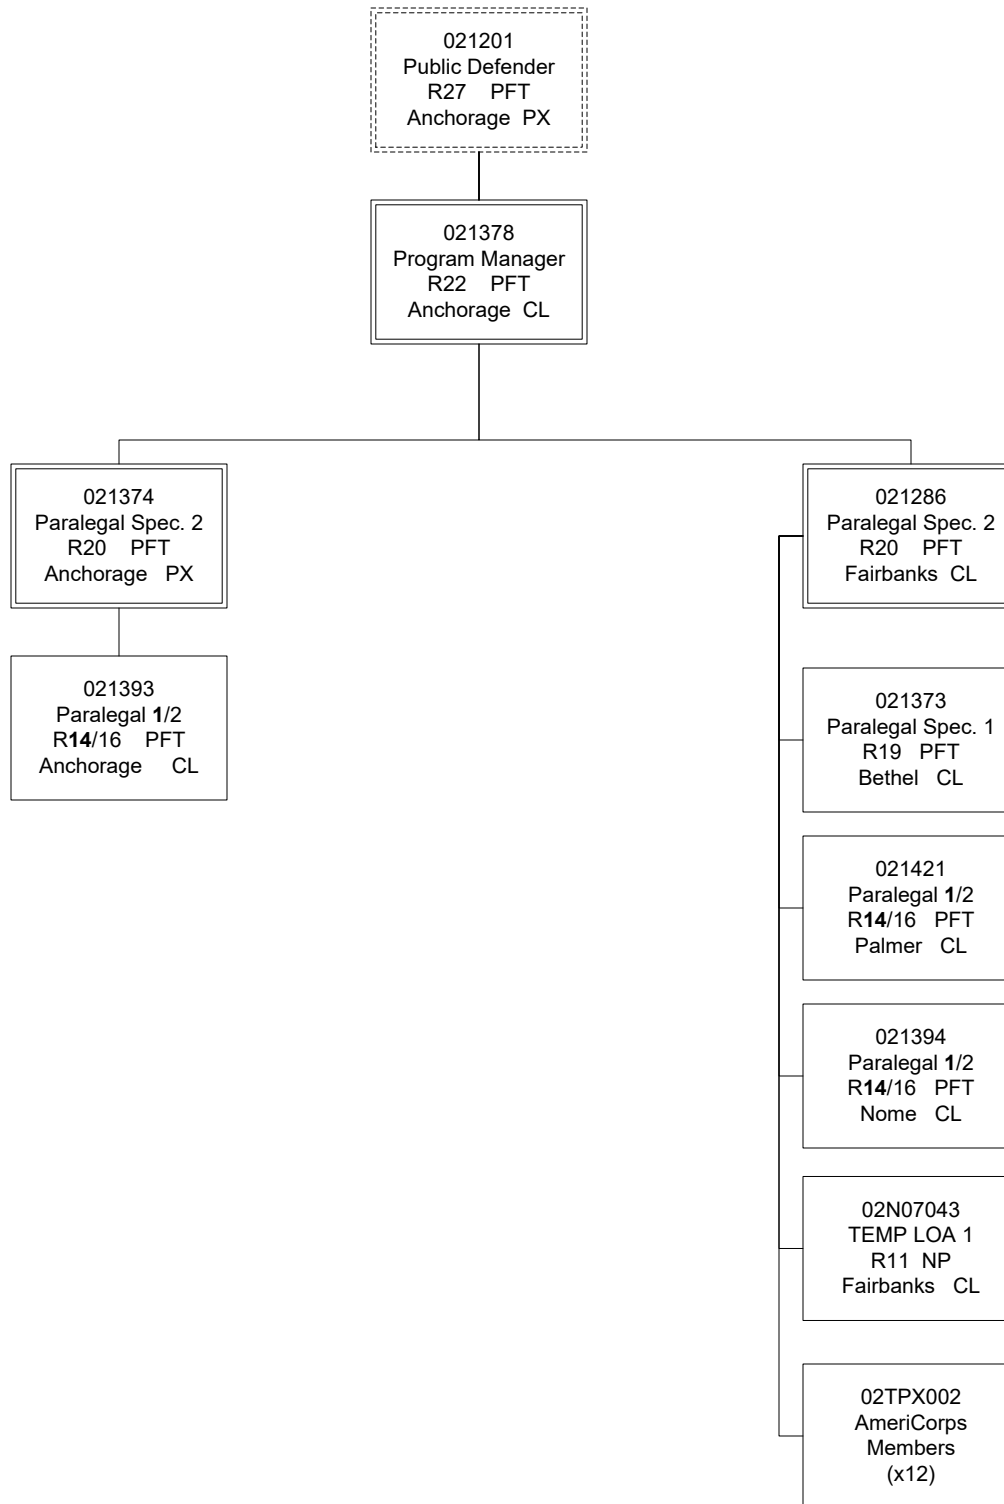 021201
Public Defender
R27 PFT
Anchorage PX
021378
Program Manager
R22 PFT
Anchorage CL
021374
Paralegal Spec. 2
R20 PFT
Anchorage PX
021393
Paralegal 1/2
R14/16 PFT
Anchorage CL
021286
Paralegal Spec. 2
R20 PFT
Fairbanks CL
021373
Paralegal Spec. 1
R19 PFT
Bethel CL
021421
Paralegal 1/2
R14/16 PFT
Palmer CL
021394
Paralegal 1/2
R14/16 PFT
Nome CL
02N07043
TEMP LOA 1
R11 NP
Fairbanks CL
02TPX002
AmeriCorps
Members
(x12)